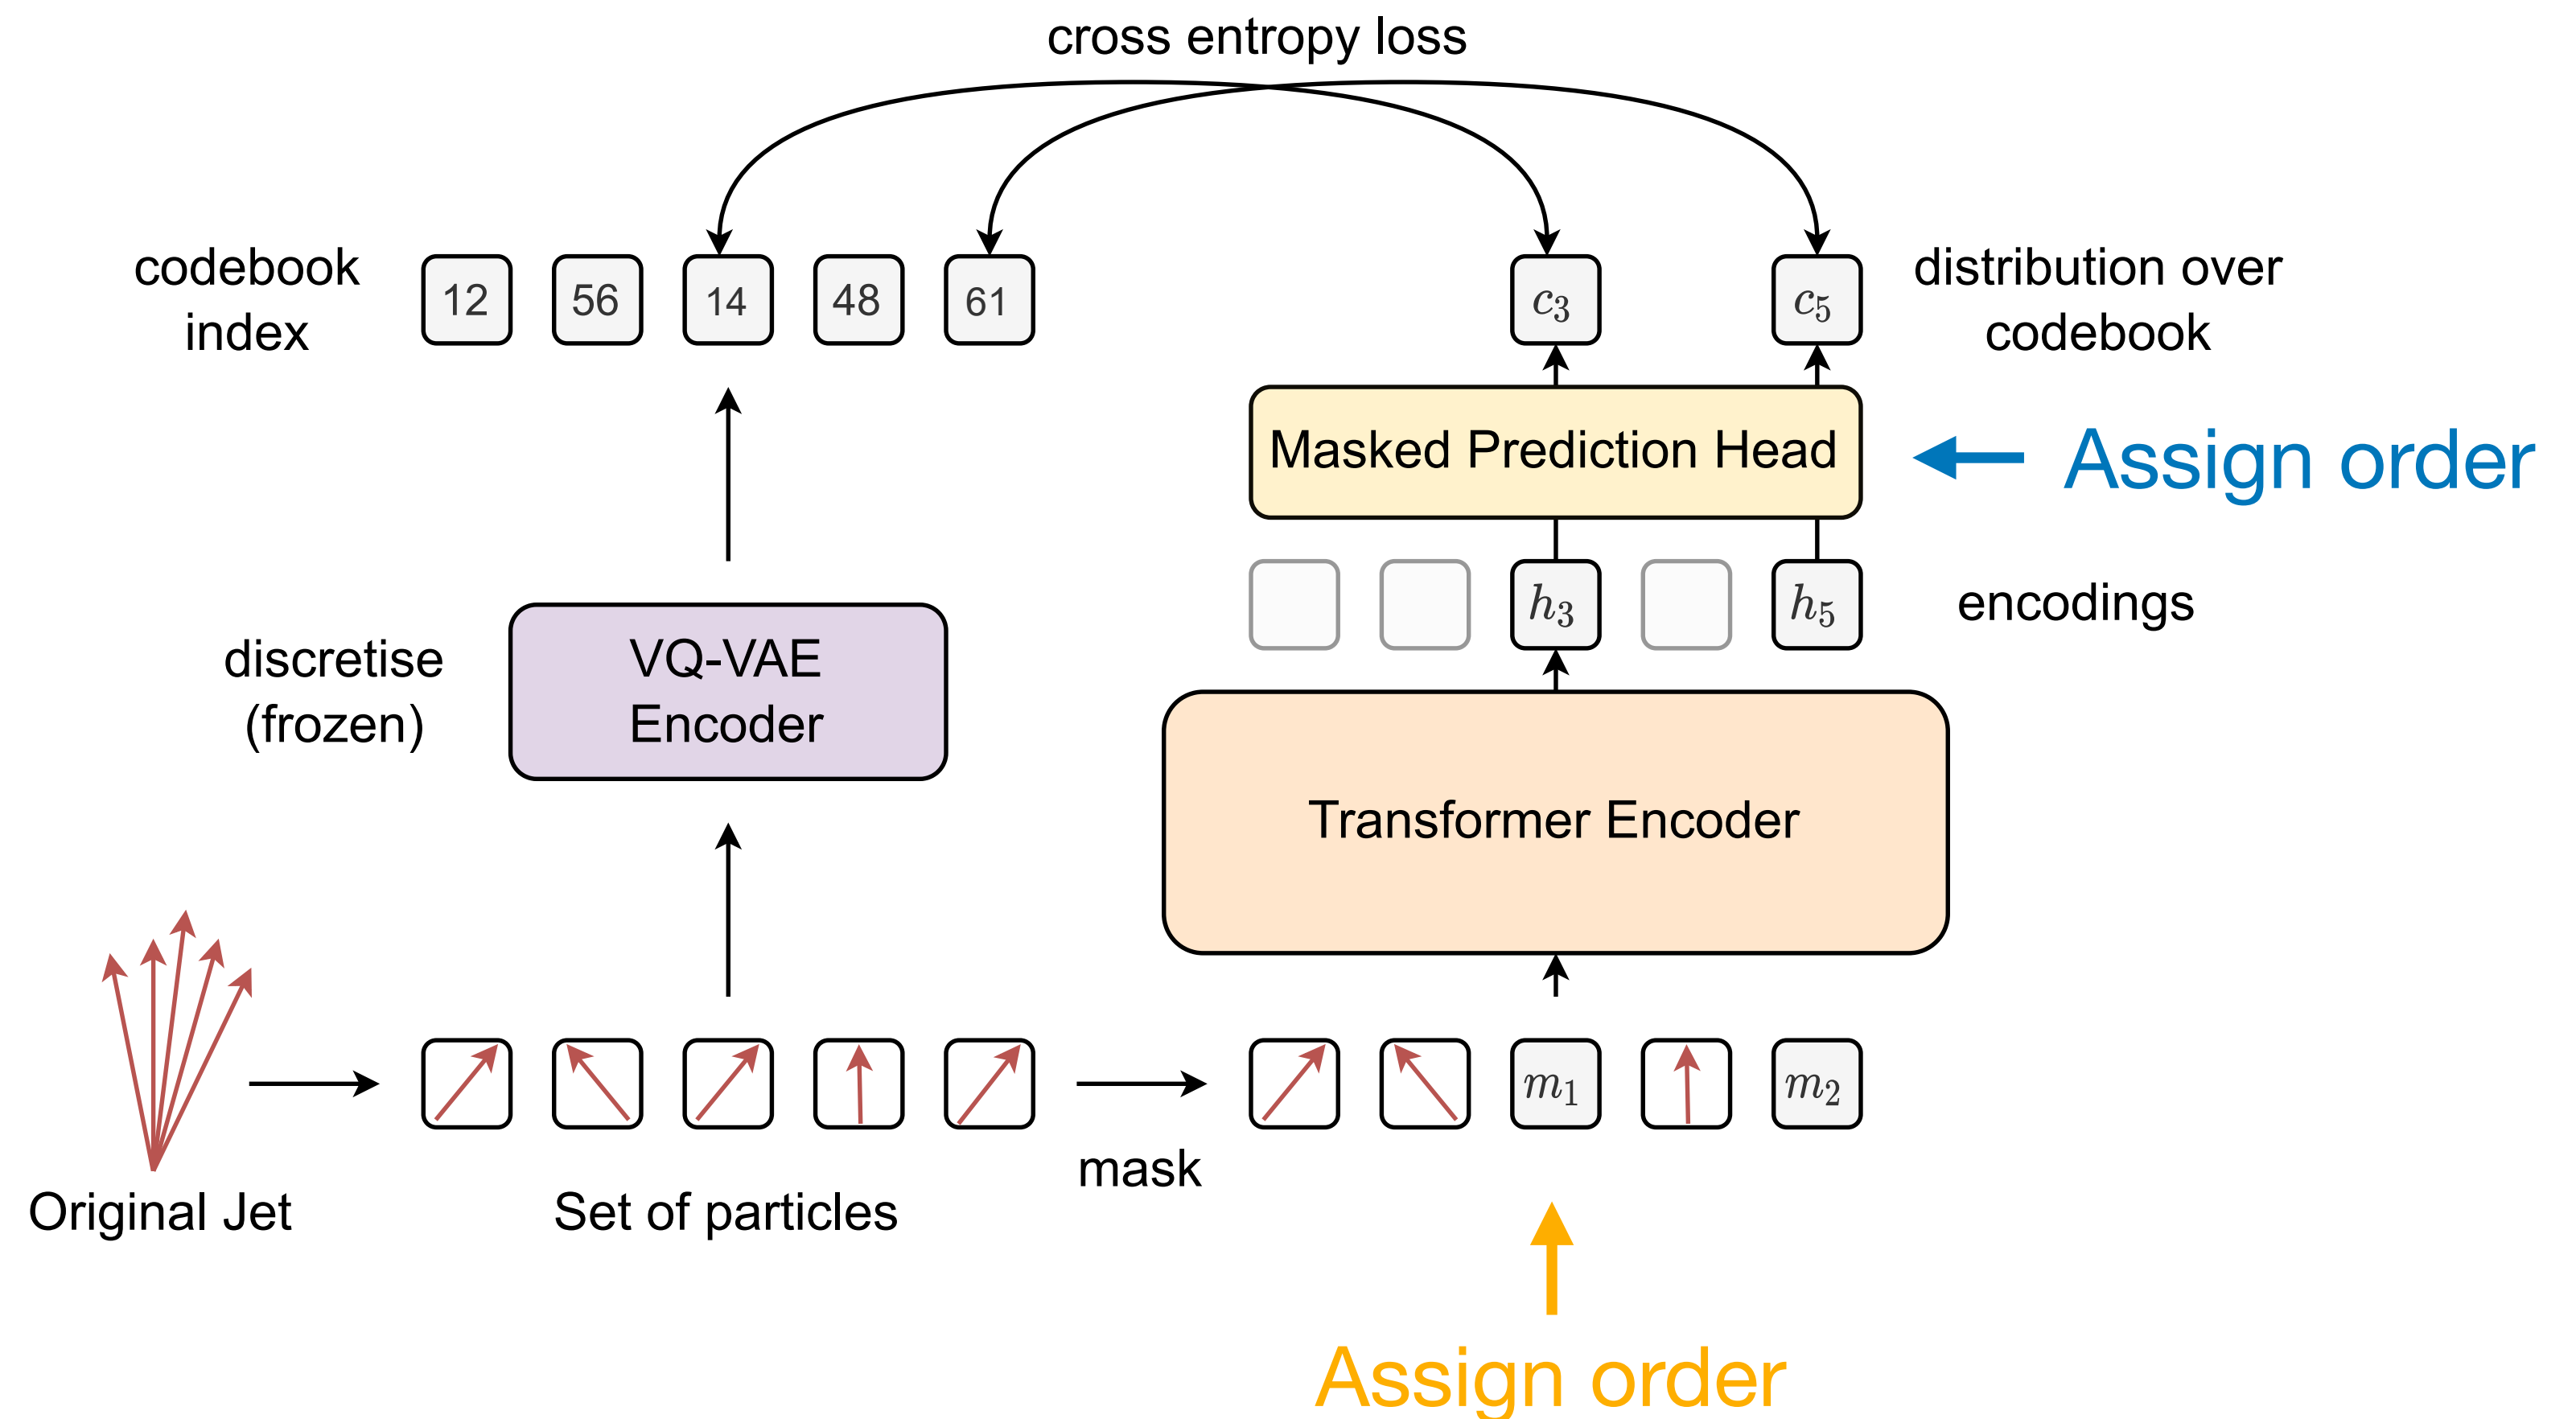 cross entropy loss
codebook
index
12 56 14 48 61
c₃ c₅
distribution over
codebook
Masked Prediction Head
Assign order
h₃ h₅
encodings
discretise
(frozen)
VQ-VAE
Encoder
Transformer Encoder
m₁ m₂
mask
Original Jet
Set of particles
Assign order